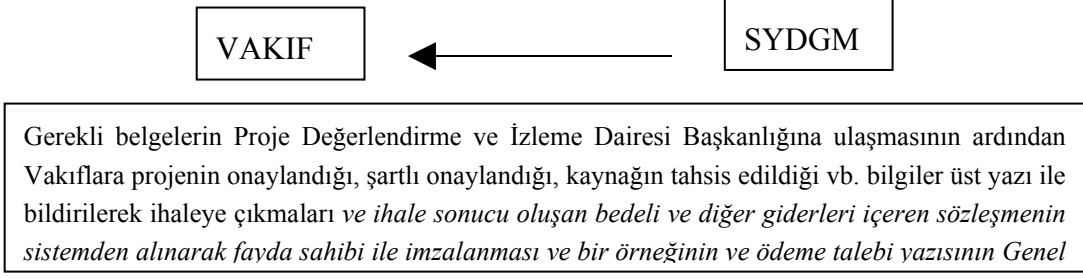 VAKIF
SYDGM
Gerekli belgelerin Proje Değerlendirme ve İzleme Dairesi Başkanlığına ulaşmasının ardından
Vakıflara projenin onaylandığı, şartlı onaylandığı, kaynağın tahsis edildiği vb. bilgiler üst yazı ile
bildirilerek ihaleye çıkmaları ve ihale sonucu oluşan bedeli ve diğer giderleri içeren sözleşmenin
sistemden alınarak fayda sahibi ile imzalanması ve bir örneğinin ve ödeme talebi yazısının Genel